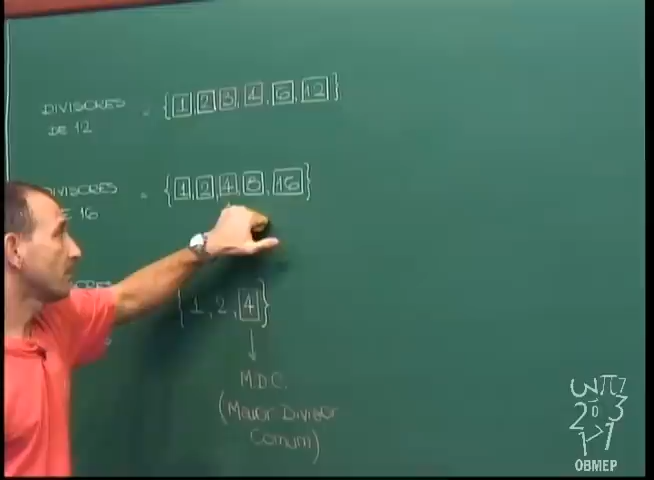 DIVISORES = {1, 2, 3, 4, 6, 12}
DE 12
DIVISORES = {1, 2, 4, 8, 16}
16
{1, 2, 4}
↓
M.D.C.
(Maior Divisor
Comum)
OBMEP